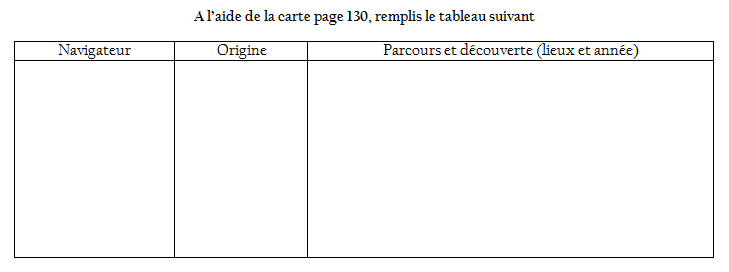 A l'aide de la carte page 130, remplis le tableau suivant
Navigateur Origine Parcours et découverte (lieux et année)